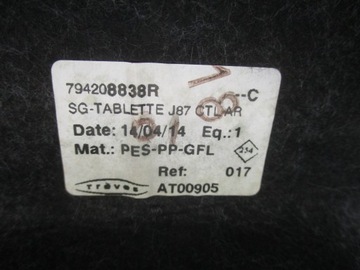 794208838R --C
SG-TABLETTE J87 CTL AR
Date: 14/04/14 Eq.:1
Mat.: PES-PP-GFL
254
Ref: 017
trèves AT00905